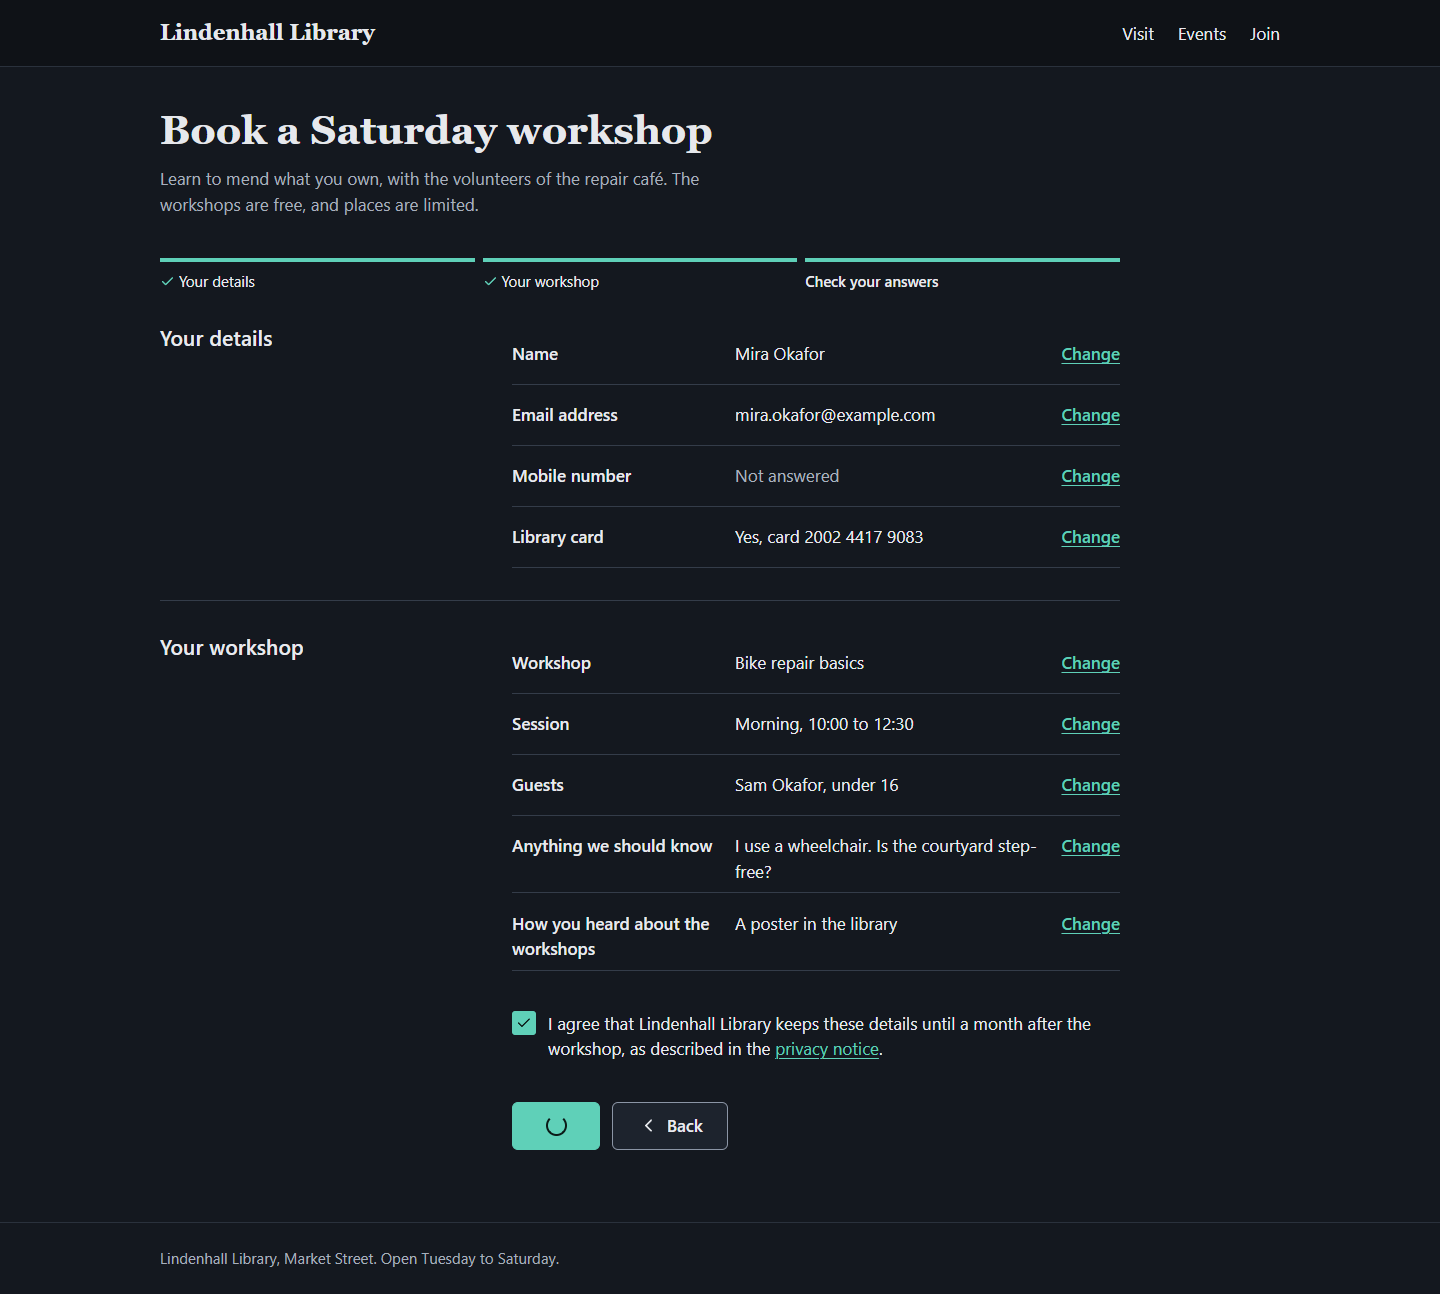 Lindenhall Library
Visit Events Join
Book a Saturday workshop
Learn to mend what you own, with the volunteers of the repair café. The
workshops are free, and places are limited.
Your details
Your workshop
Check your answers
Your details
Name Mira Okafor Change
Email address mira.okafor@example.com Change
Mobile number Not answered Change
Library card Yes, card 2002 4417 9083 Change
Your workshop
Workshop Bike repair basics Change
Session Morning, 10:00 to 12:30 Change
Guests Sam Okafor, under 16 Change
Anything we should know I use a wheelchair. Is the courtyard step- Change
free?
How you heard about the A poster in the library Change
workshops
I agree that Lindenhall Library keeps these details until a month after the
workshop, as described in the privacy notice.
Back
Lindenhall Library, Market Street. Open Tuesday to Saturday.